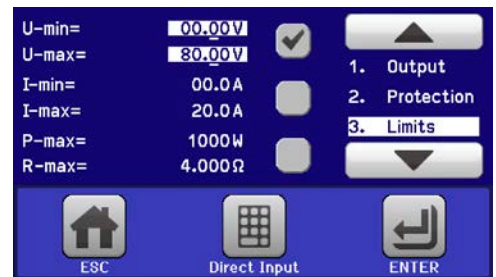 U-min= 00.00V
U-max= 80.00V
I-min= 00.0A
I-max= 20.0A
P-max= 1000W
R-max= 4.000Ω
1. Output
2. Protection
3. Limits
ESC
Direct Input
ENTER